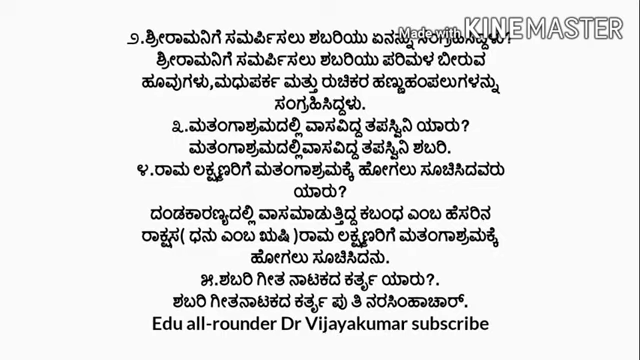 Made with KINEMASTER
೨.ಶ್ರೀರಾಮನಿಗೆ ಸಮರ್ಪಿಸಲು ಶಬರಿಯು ಏನನ್ನು ಸಂಗ್ರಹಿಸಿದ್ದಳು?
ಶ್ರೀರಾಮನಿಗೆ ಸಮರ್ಪಿಸಲು ಶಬರಿಯು ಪರಿಮಳ ಬೀರುವ
ಹೂವುಗಳು,ಮಧುಪರ್ಕ ಮತ್ತು ರುಚಿಕರ ಹಣ್ಣುಹಂಪಲುಗಳನ್ನು
ಸಂಗ್ರಹಿಸಿದ್ದಳು.
೩.ಮತಂಗಾಶ್ರಮದಲ್ಲಿ ವಾಸವಿದ್ದ ತಪಸ್ವಿನಿ ಯಾರು?
ಮತಂಗಾಶ್ರಮದಲ್ಲಿವಾಸವಿದ್ದ ತಪಸ್ವಿನಿ ಶಬರಿ.
೪.ರಾಮ ಲಕ್ಷ್ಮಣರಿಗೆ ಮತಂಗಾಶ್ರಮಕ್ಕೆ ಹೋಗಲು ಸೂಚಿಸಿದವರು
ಯಾರು?
ದಂಡಕಾರಣ್ಯದಲ್ಲಿ ವಾಸಮಾಡುತ್ತಿದ್ದ ಕಬಂಧ ಎಂಬ ಹೆಸರಿನ
ರಾಕ್ಷಸ( ಧನು ಎಂಬ ಋಷಿ )ರಾಮ ಲಕ್ಷ್ಮಣರಿಗೆ ಮತಂಗಾಶ್ರಮಕ್ಕೆ
ಹೋಗಲು ಸೂಚಿಸಿದನು.
೫.ಶಬರಿ ಗೀತ ನಾಟಕದ ಕರ್ತೃ ಯಾರು?.
ಶಬರಿ ಗೀತನಾಟಕದ ಕರ್ತೃ ಪು ತಿ ನರಸಿಂಹಾಚಾರ್.
Edu all-rounder Dr Vijayakumar subscribe